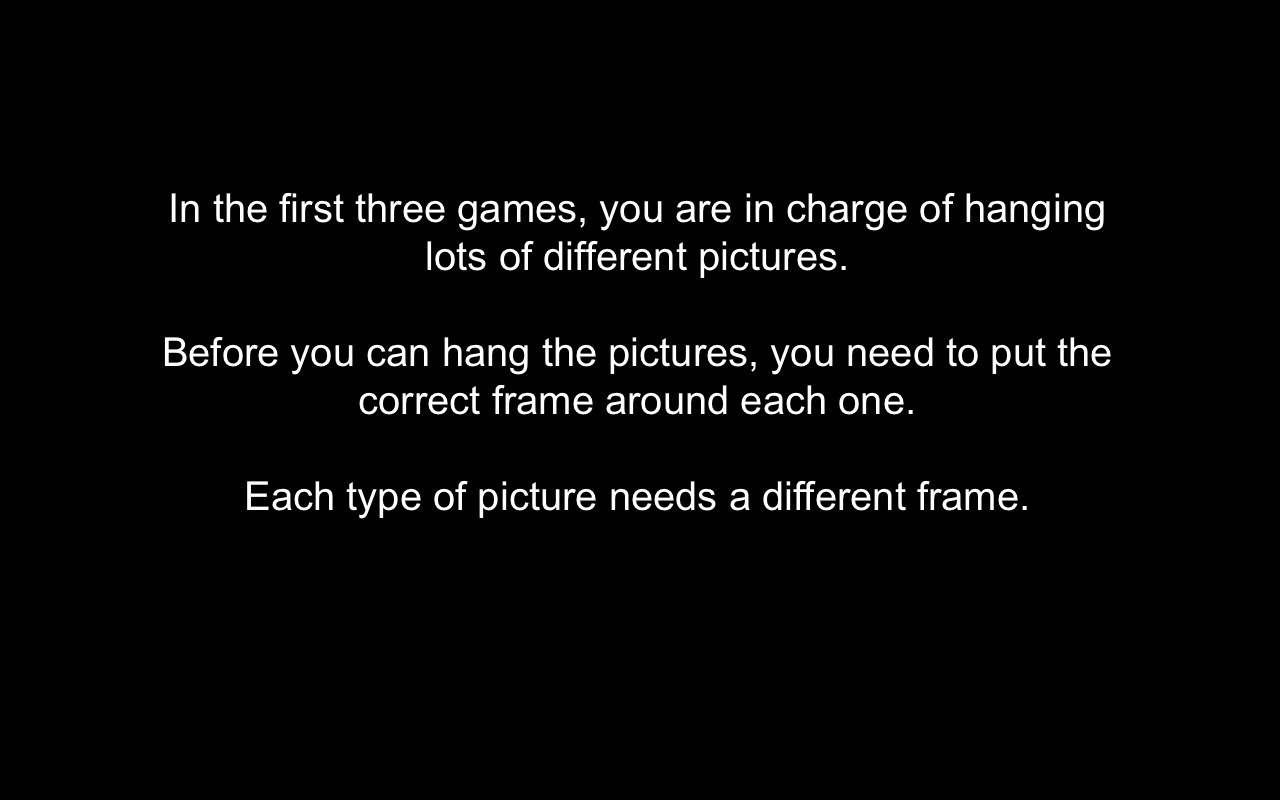 In the first three games, you are in charge of hanging
lots of different pictures.
Before you can hang the pictures, you need to put the
correct frame around each one.
Each type of picture needs a different frame.